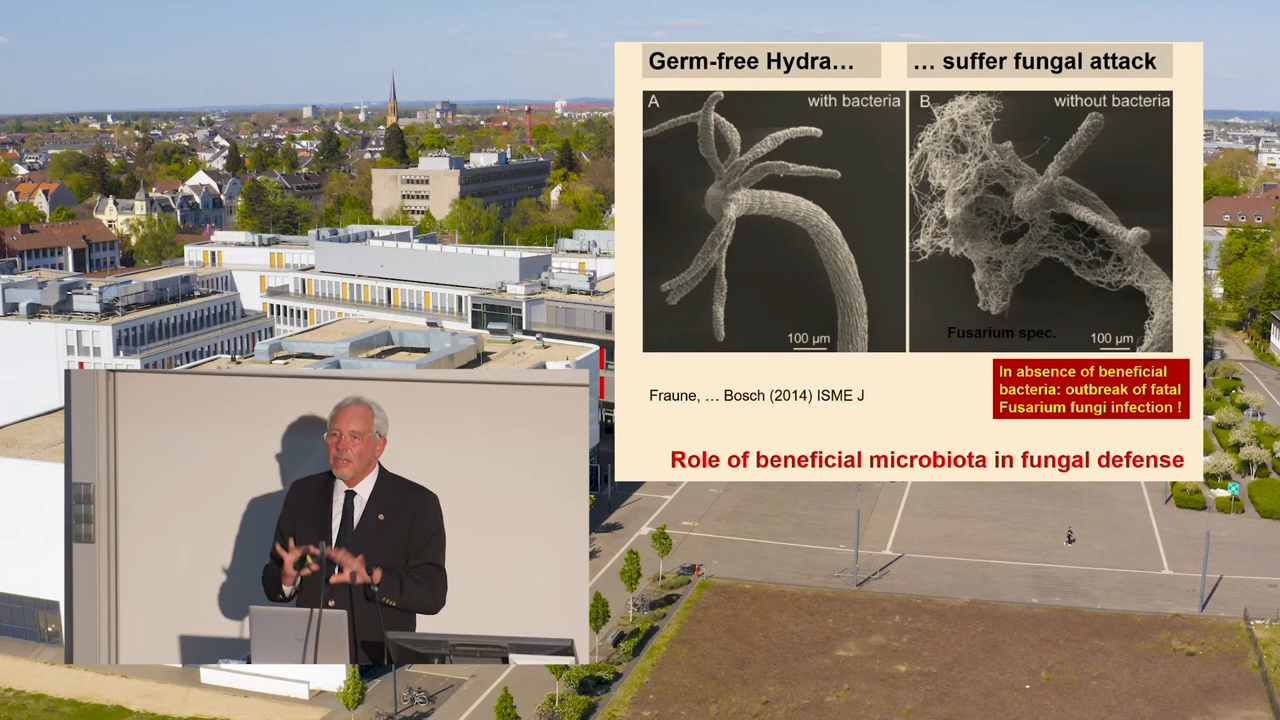 Germ-free Hydra…
… suffer fungal attack
A
with bacteria
B
without bacteria
100 µm
Fusarium spec.
100 µm
In absence of beneficial
bacteria: outbreak of fatal
Fusarium fungi infection !
Fraune, … Bosch (2014) ISME J
Role of beneficial microbiota in fungal defense